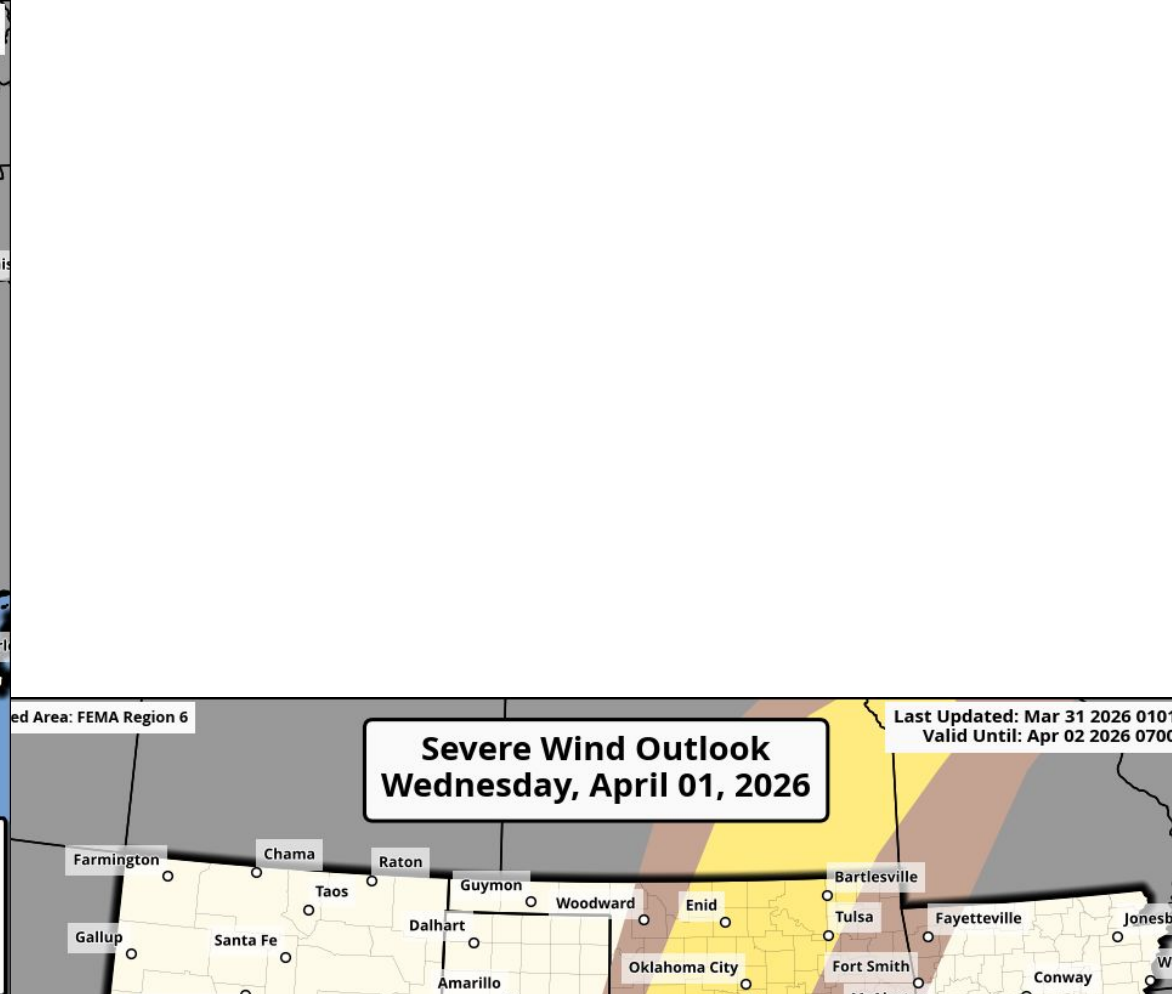 ed Area: FEMA Region 6
Severe Wind Outlook
Wednesday, April 01, 2026
Last Updated: Mar 31 2026 0101
Valid Until: Apr 02 2026 0700
Farmington
Chama
Raton
Taos
Guymon
Woodward
Enid
Bartlesville
Dalhart
Tulsa
Fayetteville
Jonesb
Gallup
Santa Fe
Oklahoma City
Fort Smith
Amarillo
Conway
W